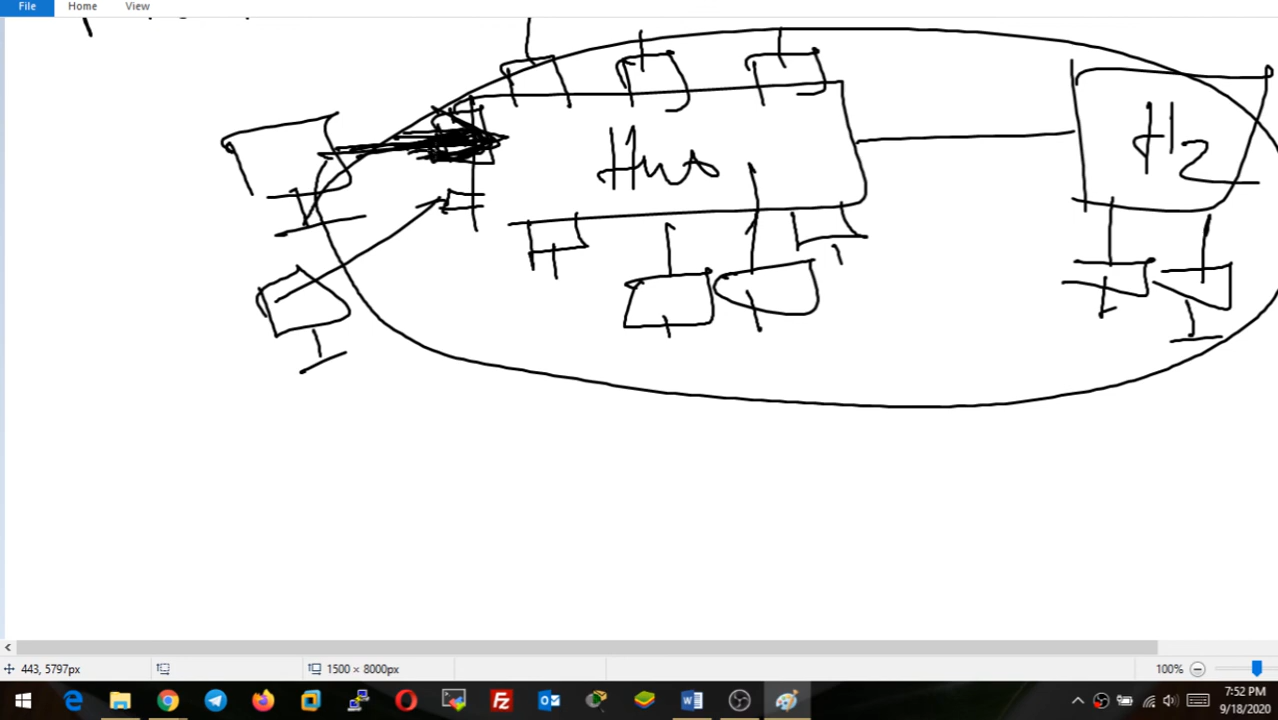 File Home View
Hub
H2
443, 5797px 1500 × 8000px 100%
7:52 PM
9/18/2020